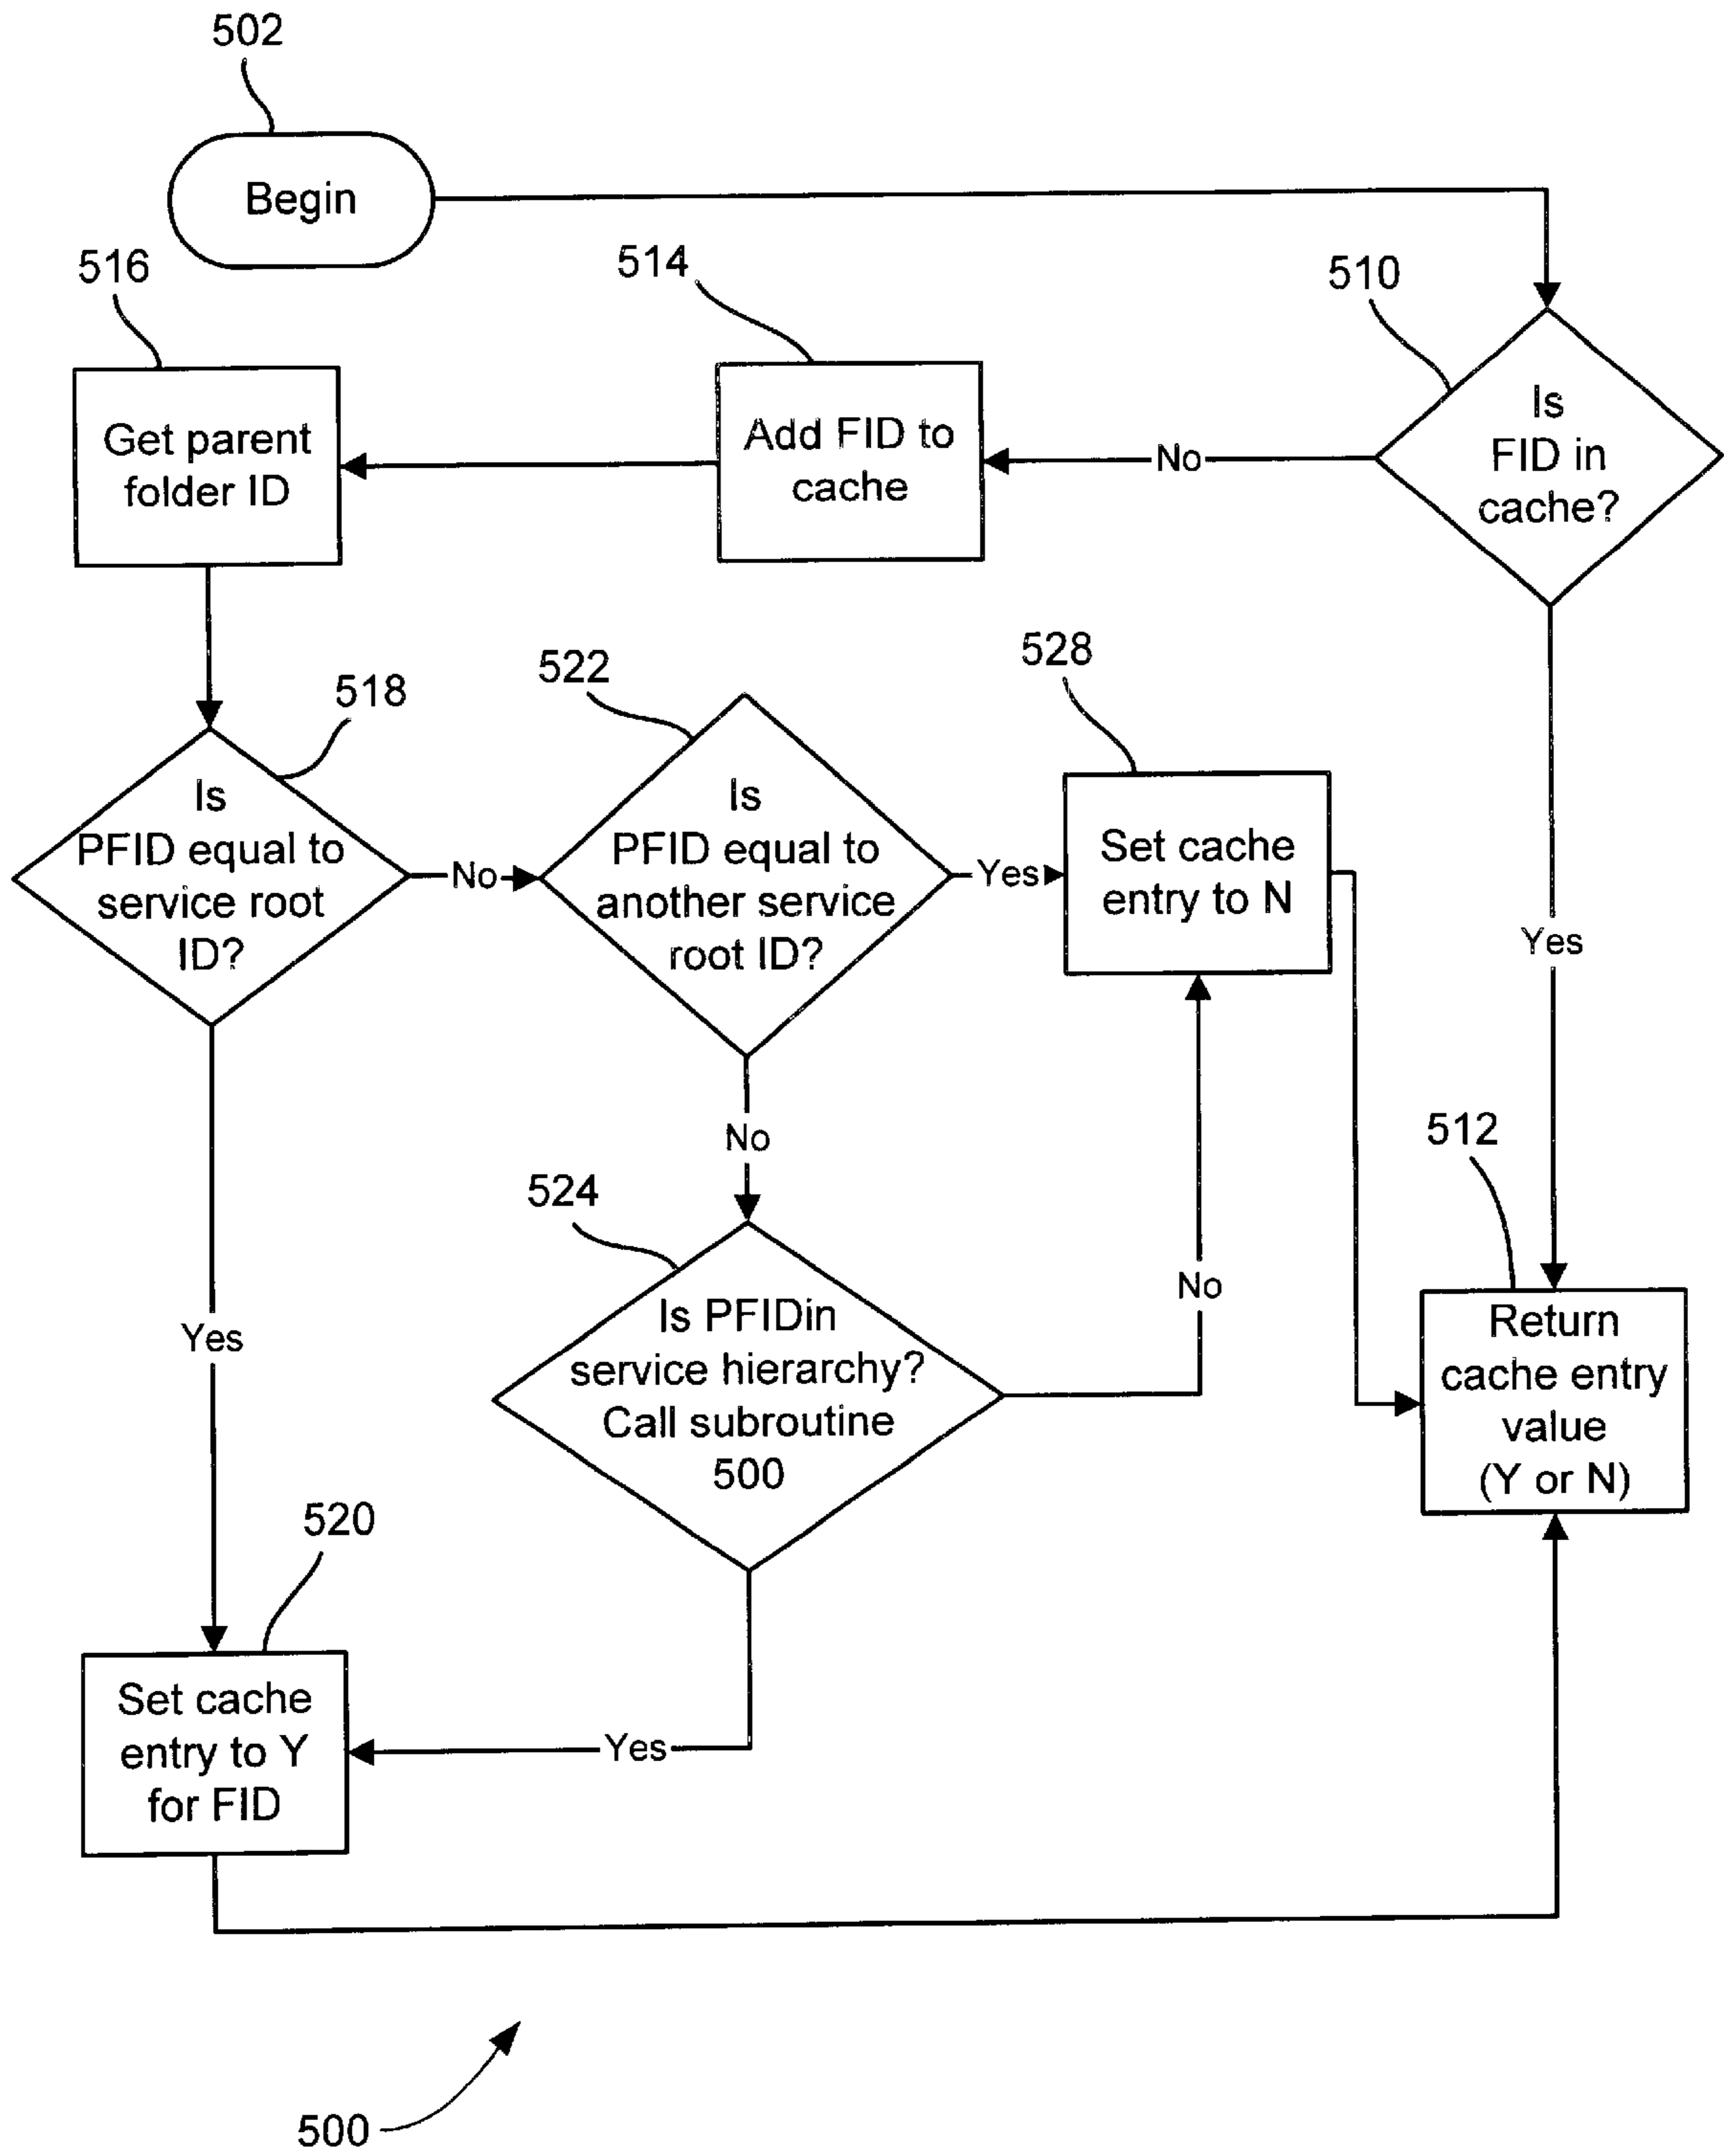 502
Begin
516
514
510
Get parent
folder ID
Add FID to
cache
No
Is
FID in
cache?
518
522
528
Is
PFID equal to
service root
ID?
No
Is
PFID equal to
another service
root ID?
Yes
Set cache
entry to N
Yes
No
512
524
Is PFIDin
service hierarchy?
Call subroutine
500
No
Return
cache entry
value
(Y or N)
Yes
520
Set cache
entry to Y
for FID
Yes
500